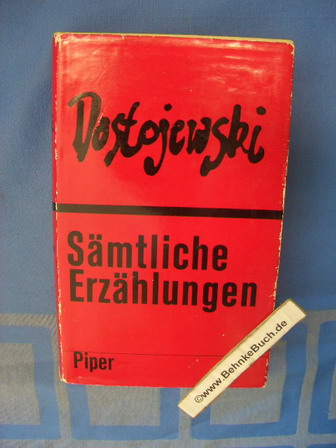 Dostojewski
Sämtliche
Erzählungen
Piper
©www.BehnkeBuch.de